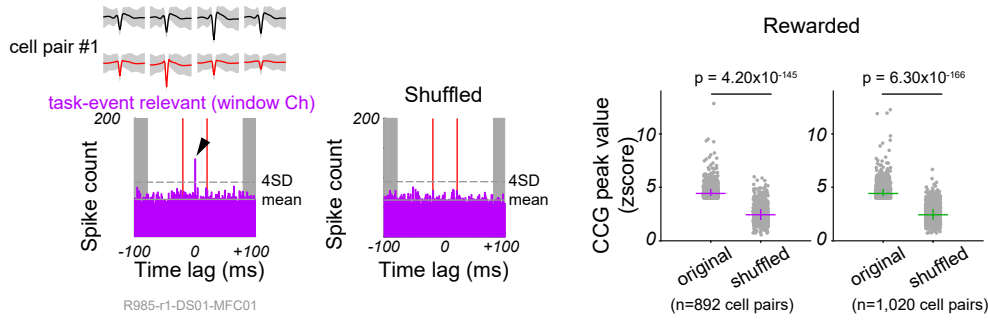 cell pair #1
task-event relevant (window Ch)
200
Spike count
4SD
mean
-100
0
+100
Time lag (ms)
R985-r1-DS01-MFC01
Shuffled
200
Spike count
4SD
mean
-100
0
+100
Time lag (ms)
Rewarded
p = 4.20x10-145
p = 6.30x10-166
CCG peak value
(zscore)
10
5
0
original
shuffled
(n=892 cell pairs)
10
5
0
original
shuffled
(n=1,020 cell pairs)